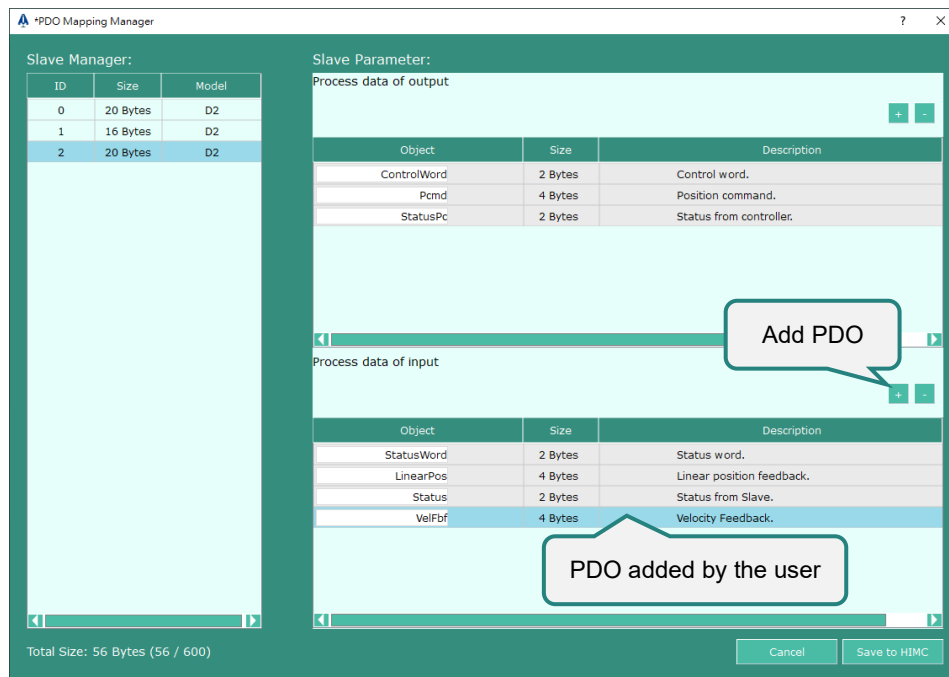 *PDO Mapping Manager ? ×
Slave Manager:
ID Size Model
0 20 Bytes D2
1 16 Bytes D2
2 20 Bytes D2
Slave Parameter:
Process data of output
+ -
Object Size Description
ControlWord 2 Bytes Control word.
Pcmd 4 Bytes Position command.
StatusPc 2 Bytes Status from controller.
Add PDO
Process data of input
+ -
Object Size Description
StatusWord 2 Bytes Status word.
LinearPos 4 Bytes Linear position feedback.
Status 2 Bytes Status from Slave.
VelFbf 4 Bytes Velocity Feedback.
PDO added by the user
Total Size: 56 Bytes (56 / 600)
Cancel Save to HIMC